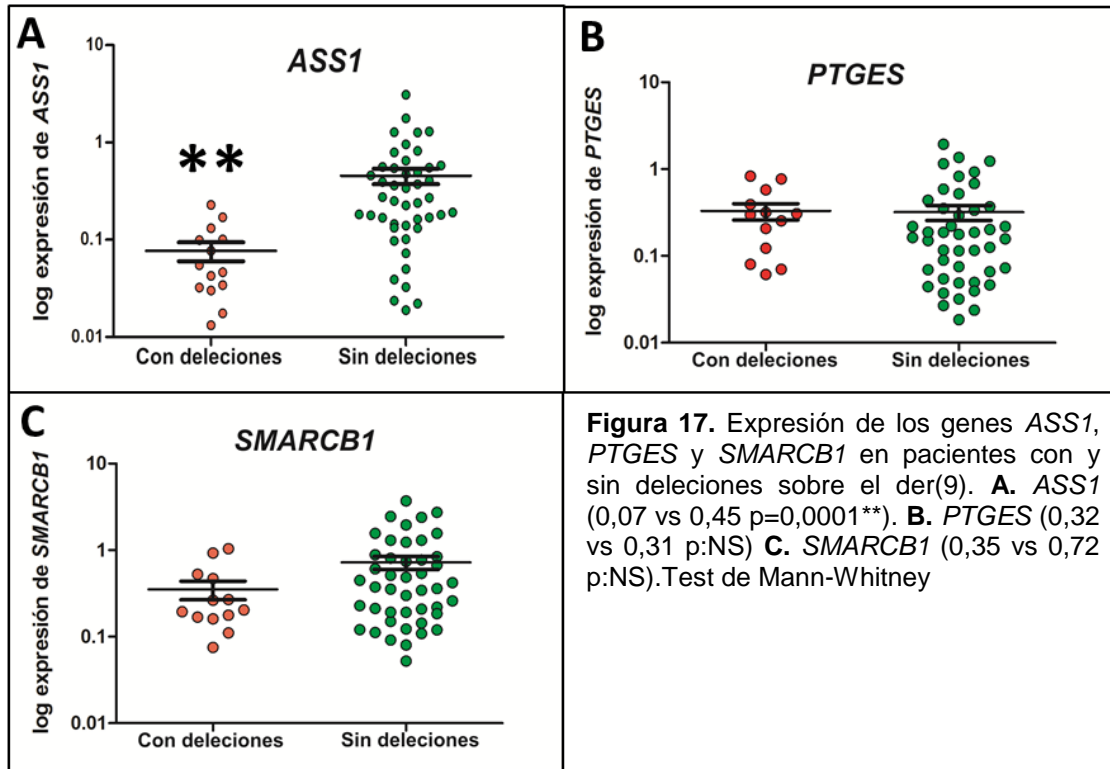 A
ASS1
log expresión de ASS1
10
1
0.1
0.01
**
Con deleciones
Sin deleciones
B
PTGES
log expresión de PTGES
10
1
0.1
0.01
Con deleciones
Sin deleciones
C
SMARCB1
log expresión de SMARCB1
10
1
0.1
0.01
Con deleciones
Sin deleciones
Figura 17. Expresión de los genes ASS1,
PTGES y SMARCB1 en pacientes con y
sin deleciones sobre el der(9). A. ASS1
(0,07 vs 0,45 p=0,0001**). B. PTGES (0,32
vs 0,31 p:NS) C. SMARCB1 (0,35 vs 0,72
p:NS).Test de Mann-Whitney